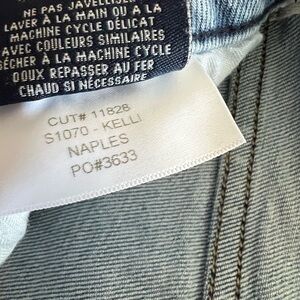 NE PAS JAVELLISER
LAVER À LA MAIN OU À LA
MACHINE CYCLE DÉLICAT
AVEC COULEURS SIMILAIRES
SÉCHER À LA MACHINE CYCLE
DOUX REPASSER AU FER
CHAUD SI NÉCESSAIRE
CUT# 11828
S1070 - KELLI
NAPLES
PO#3633